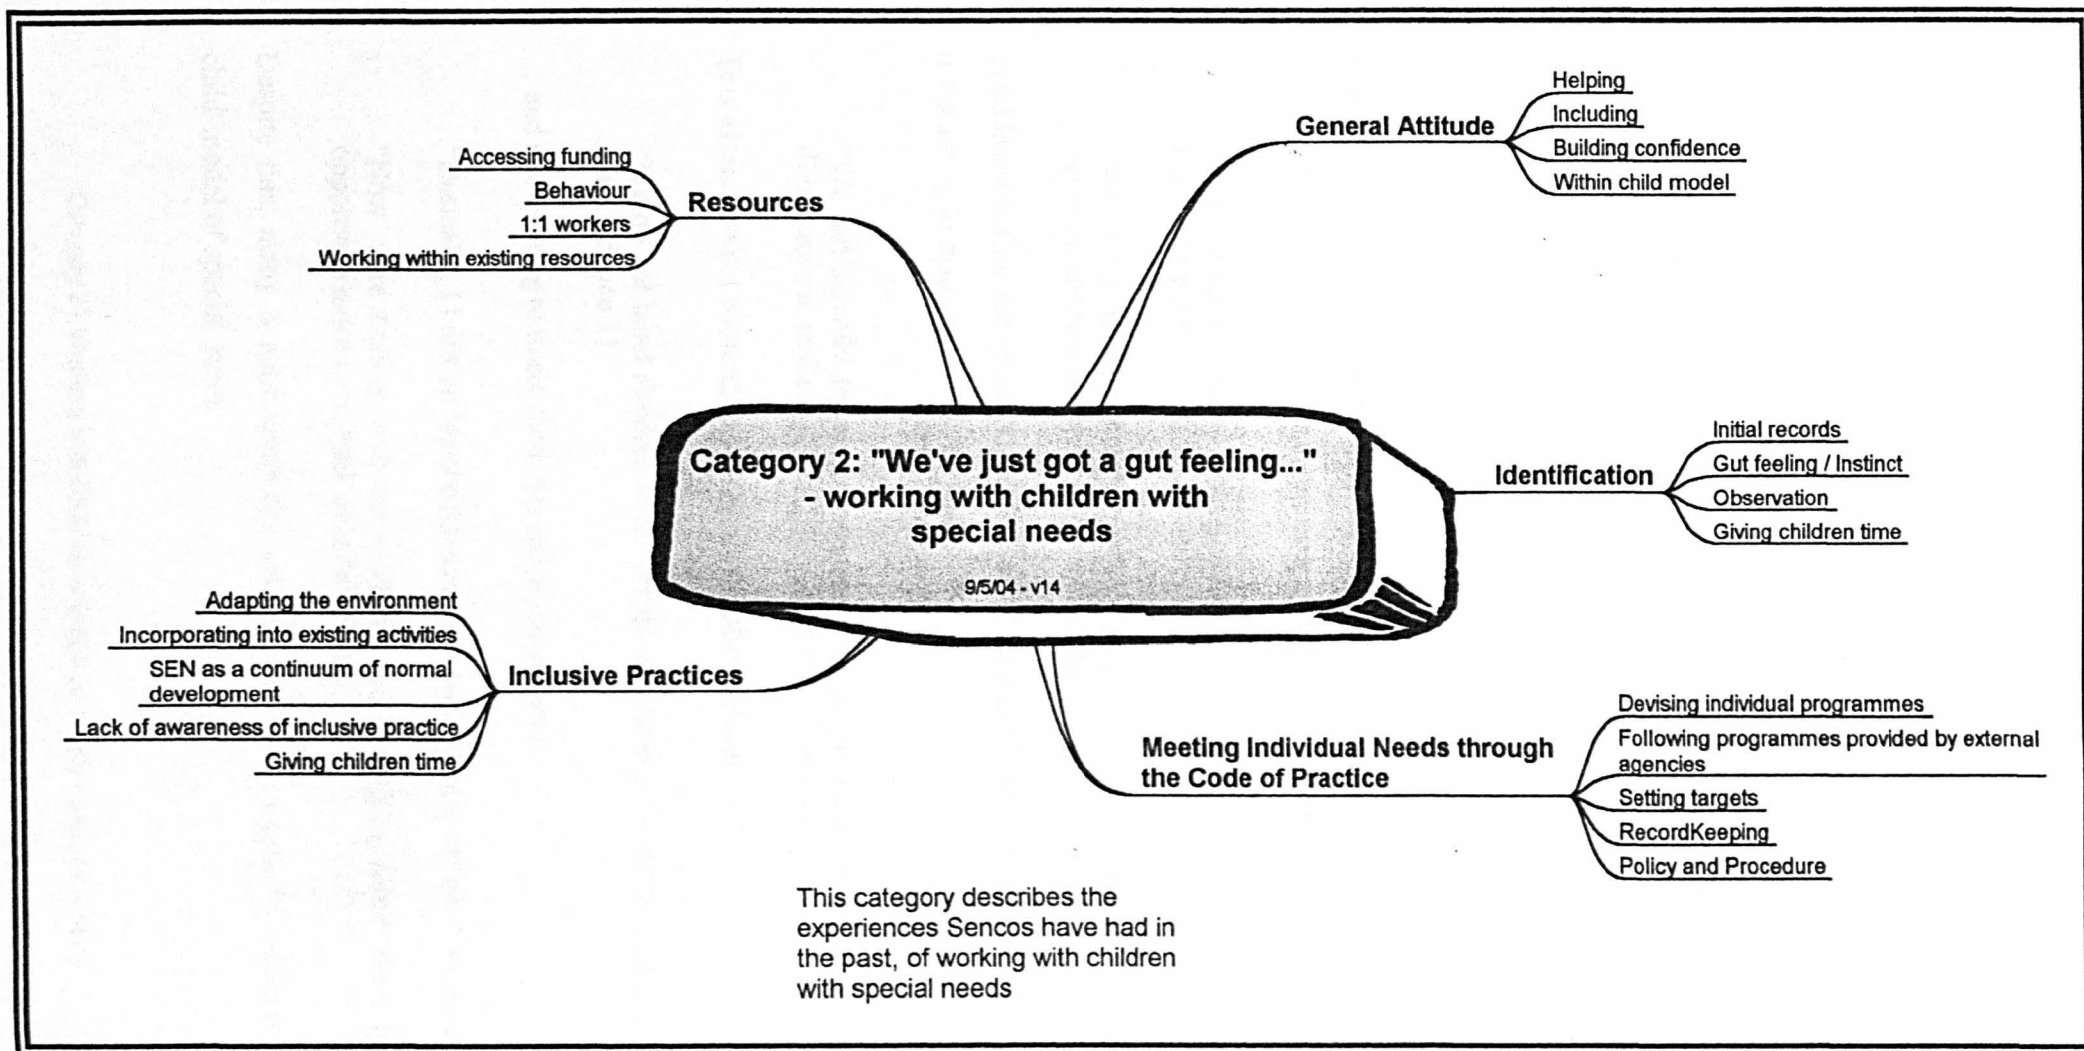 Helping
Including
General Attitude
Building confidence
Within child model
Accessing funding
Behaviour
Resources
1:1 workers
Working within existing resources
Category 2: "We've just got a gut feeling..."
- working with children with
special needs
9/5/04 - v14
Initial records
Gut feeling / Instinct
Identification
Observation
Giving children time
Adapting the environment
Incorporating into existing activities
SEN as a continuum of normal
development
Inclusive Practices
Lack of awareness of inclusive practice
Giving children time
Devising individual programmes
Following programmes provided by external
agencies
Meeting Individual Needs through
the Code of Practice
Setting targets
RecordKeeping
Policy and Procedure
This category describes the
experiences Sencos have had in
the past, of working with children
with special needs